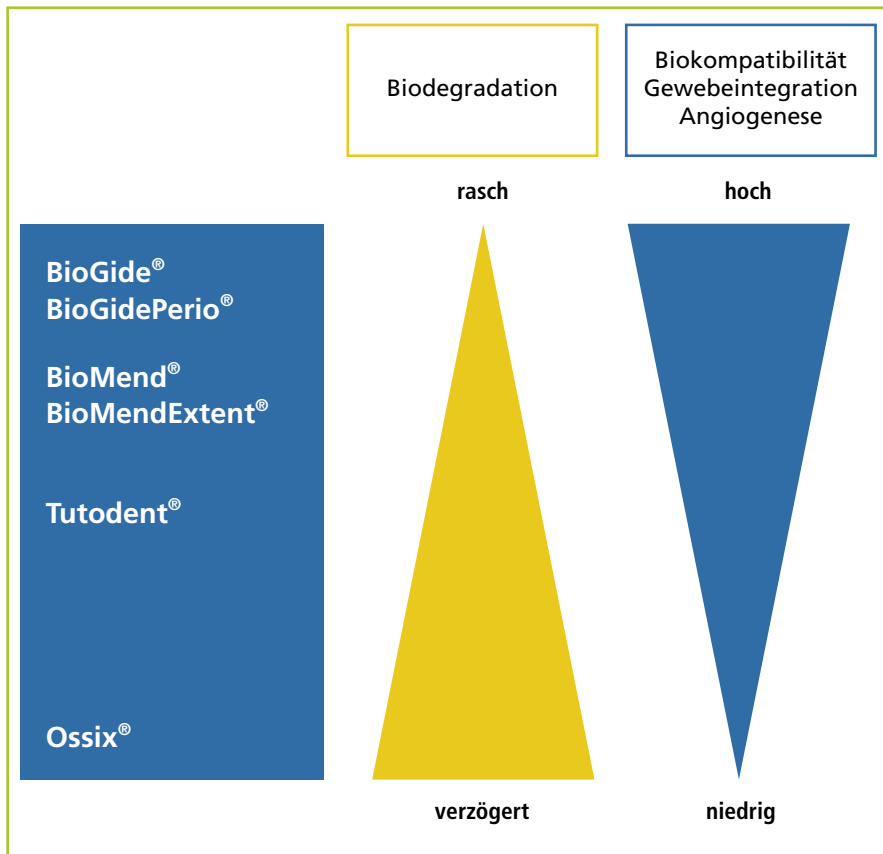 Biodegradation
Biokompatibilität
Gewebeintegration
Angiogenese
rasch
hoch
BioGide®
BioGidePerio®
BioMend®
BioMendExtent®
Tutodent®
Ossix®
verzögert
niedrig